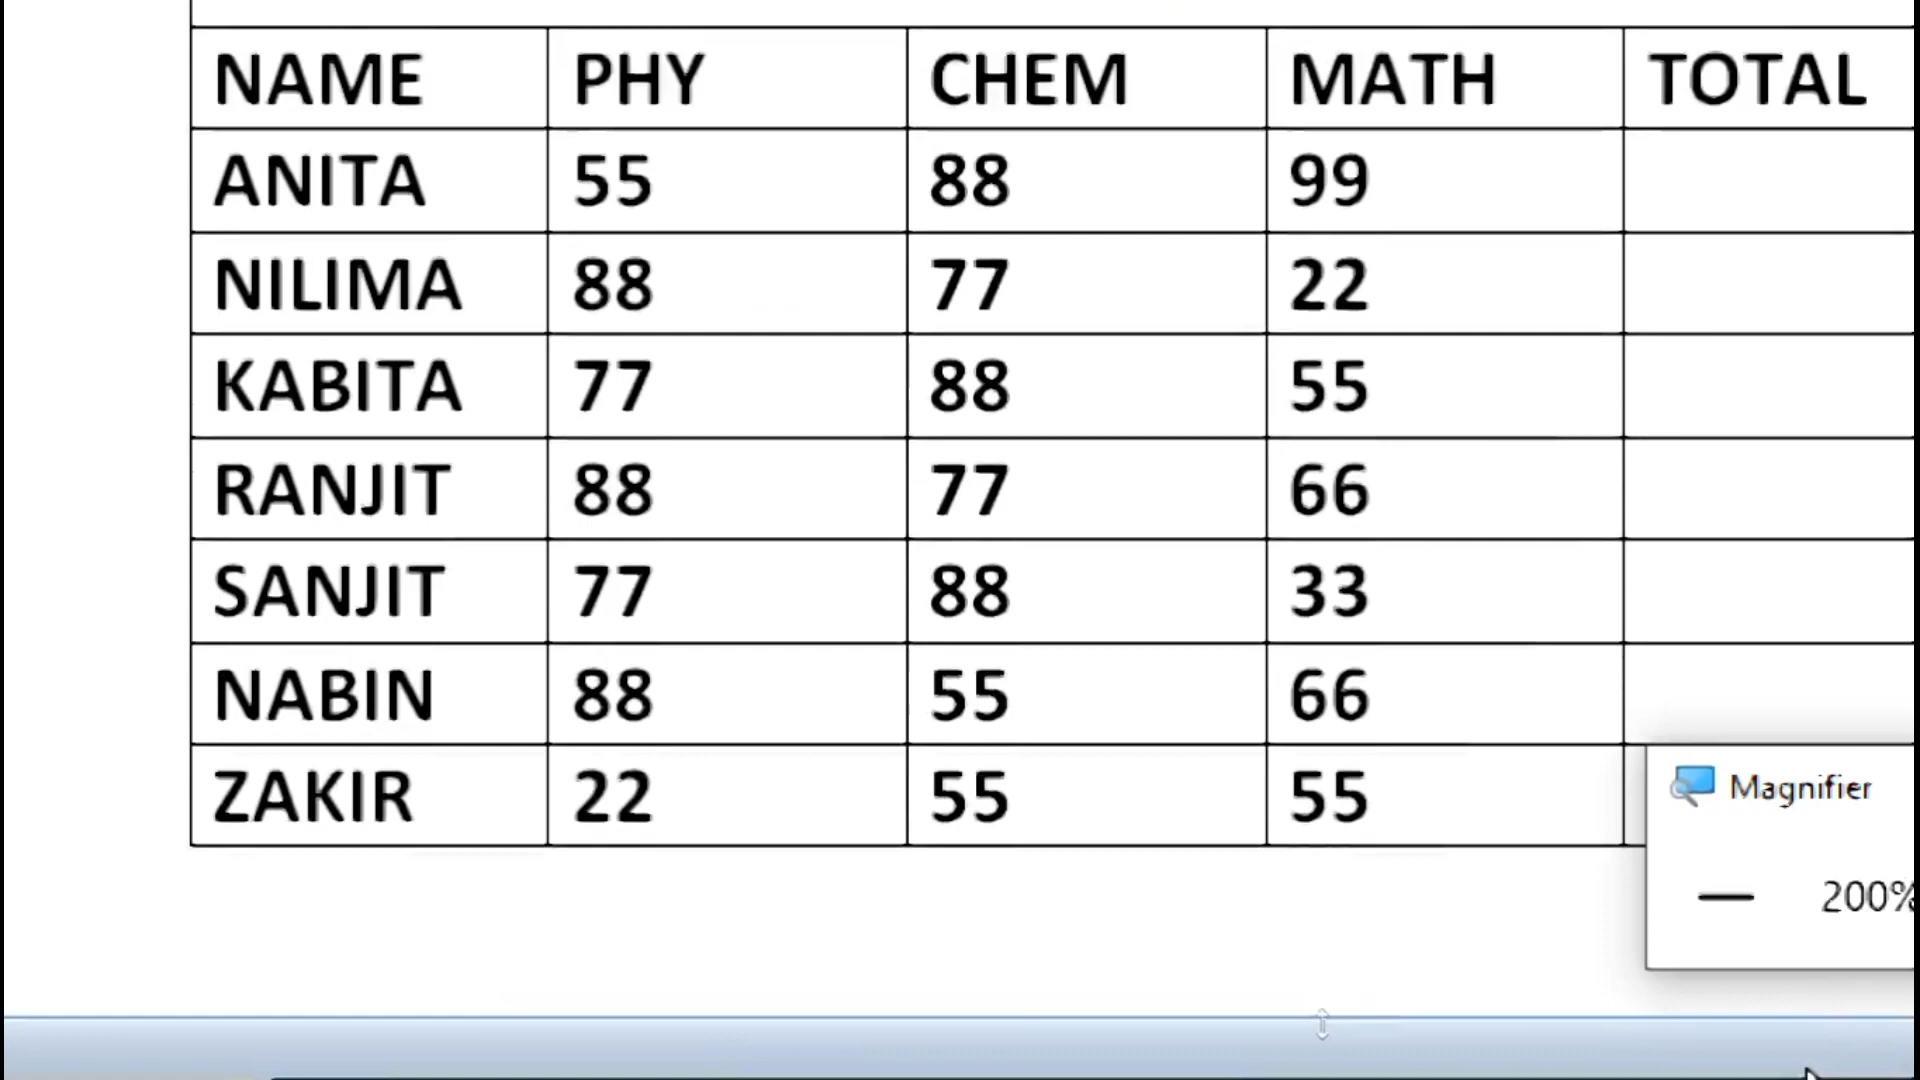 NAME PHY CHEM MATH TOTAL
ANITA 55 88 99
NILIMA 88 77 22
KABITA 77 88 55
RANJIT 88 77 66
SANJIT 77 88 33
NABIN 88 55 66
ZAKIR 22 55 55
Magnifier
200%